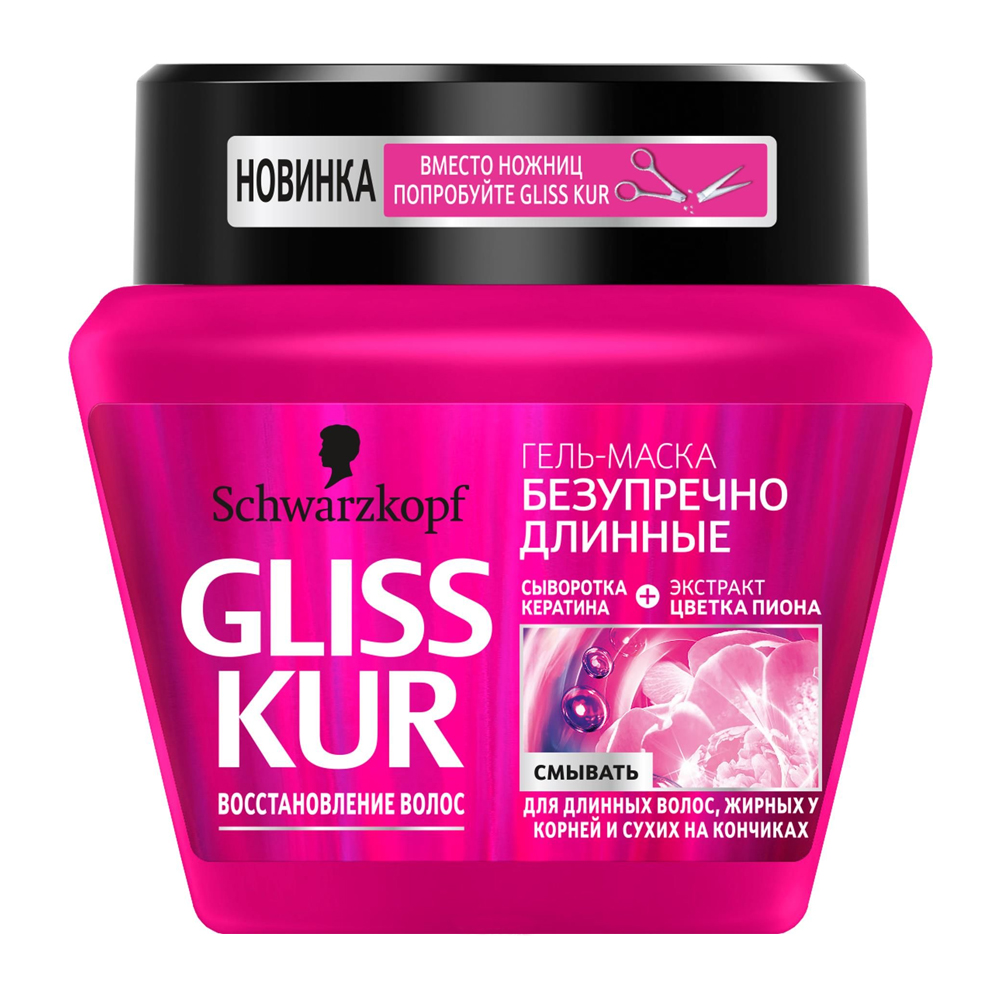 НОВИНКА
ВМЕСТО НОЖНИЦ
ПОПРОБУЙТЕ GLISS KUR
Schwarzkopf
GLISS
KUR
ВОССТАНОВЛЕНИЕ ВОЛОС
ГЕЛЬ-МАСКА
БЕЗУПРЕЧНО
ДЛИННЫЕ
СЫВОРОТКА
КЕРАТИНА
+
ЭКСТРАКТ
ЦВЕТКА ПИОНА
СМЫВАТЬ
ДЛЯ ДЛИННЫХ ВОЛОС, ЖИРНЫХ У
КОРНЕЙ И СУХИХ НА КОНЧИКАХ